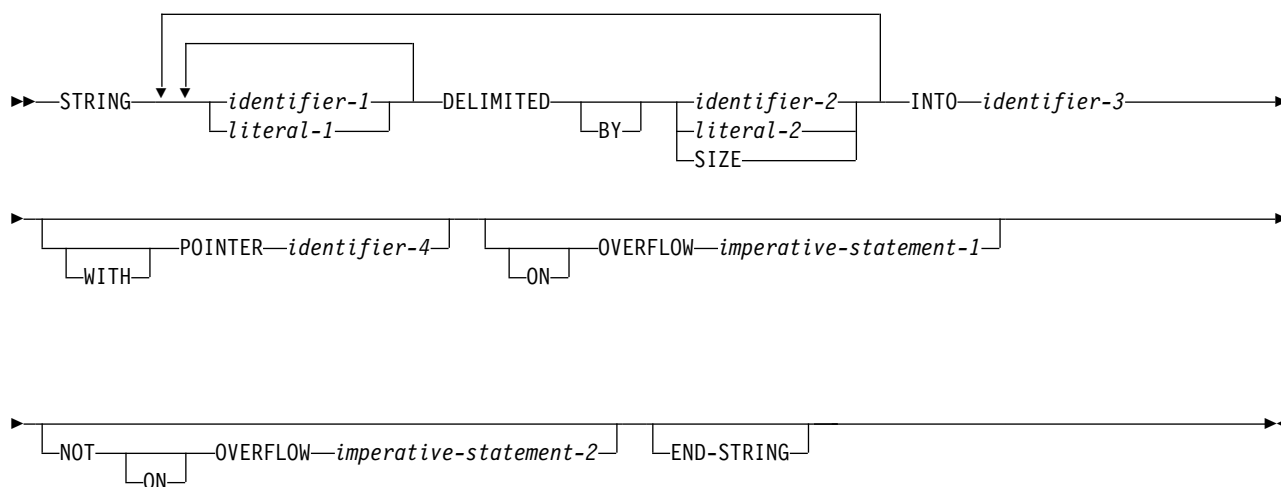 STRING identifier-1 DELIMITED identifier-2 INTO identifier-3
literal-1 BY literal-2
SIZE
POINTER identifier-4 OVERFLOW imperative-statement-1
WITH ON
NOT OVERFLOW imperative-statement-2 END-STRING
ON